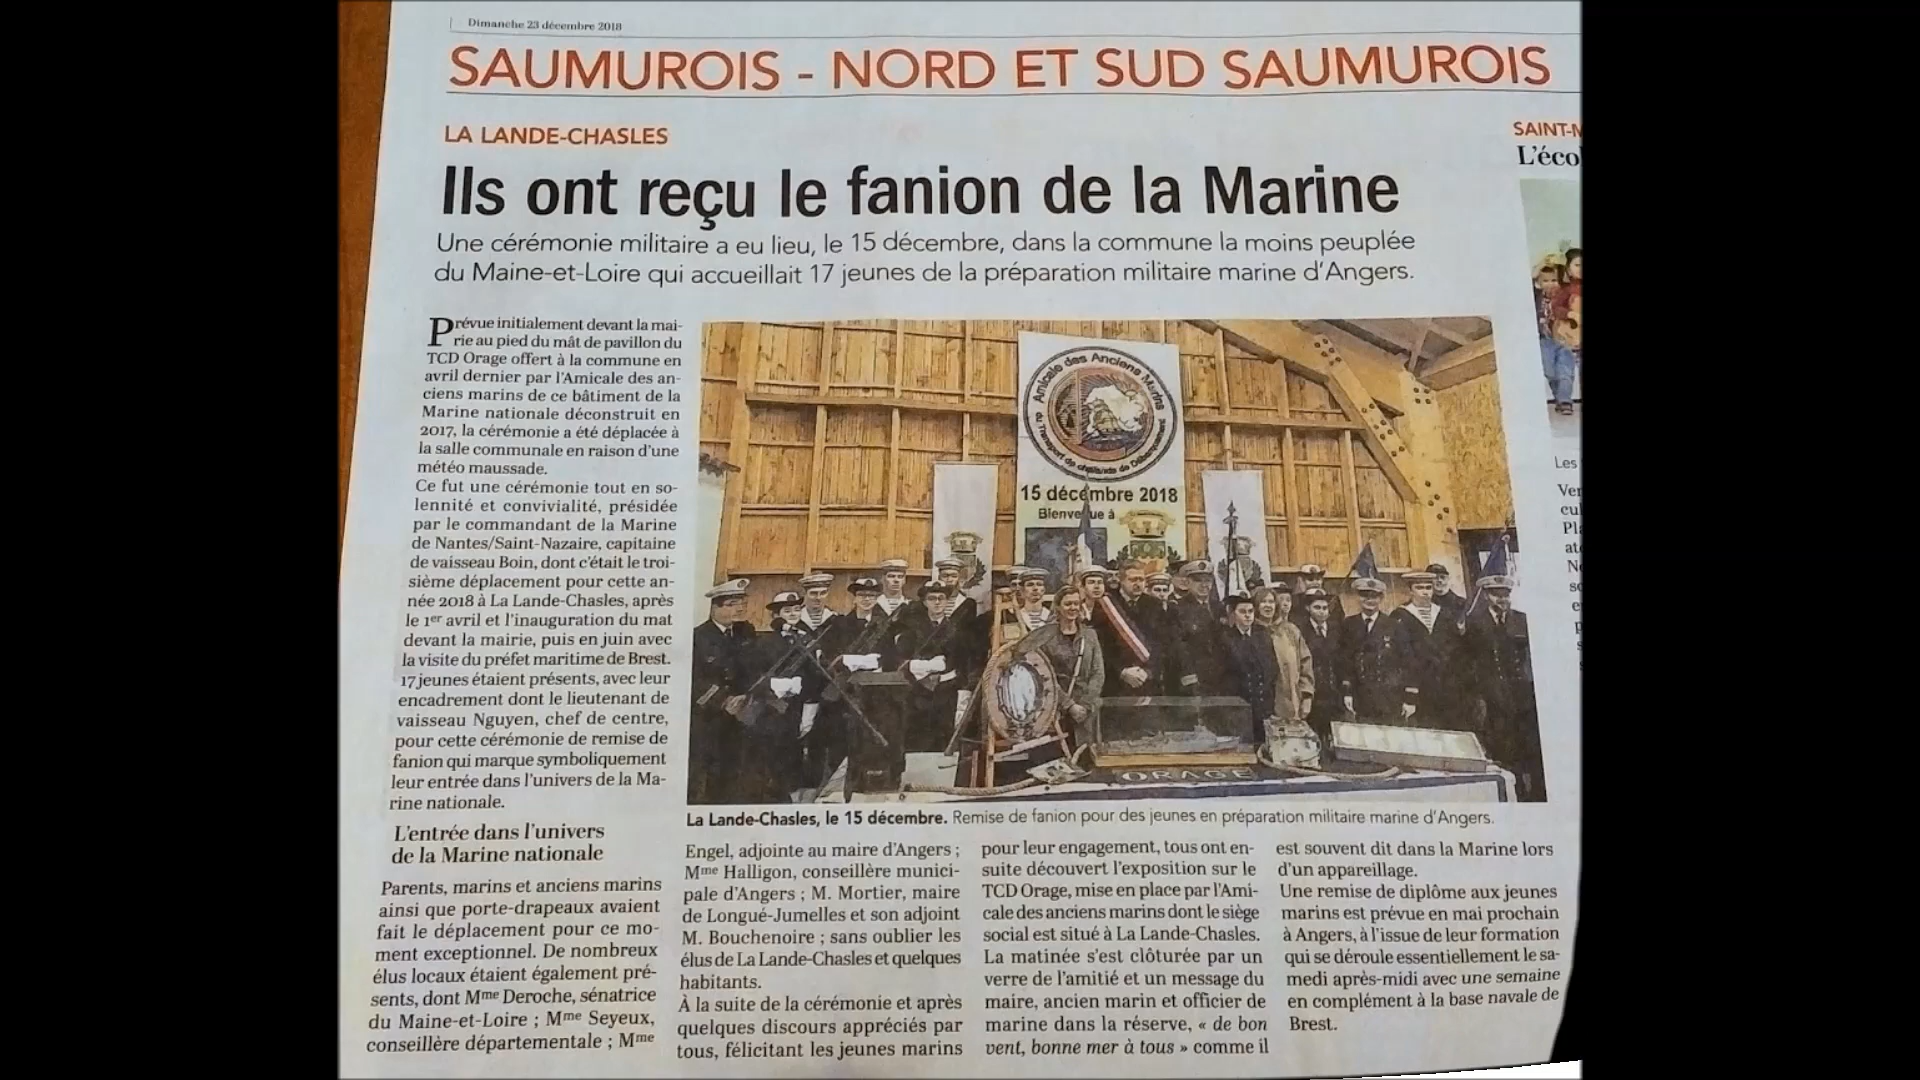 Dimanche 23 décembre 2018
SAUMUROIS - NORD ET SUD SAUMUROIS
LA LANDE-CHASLES
Ils ont reçu le fanion de la Marine
Une cérémonie militaire a eu lieu, le 15 décembre, dans la commune la moins peuplée
du Maine-et-Loire qui accueillait 17 jeunes de la préparation militaire marine d'Angers.
Prévue initialement devant la mai-
rie au pied du mât de pavillon du
TCD Orage offert à la commune en
avril dernier par l'Amicale des an-
ciens marins de ce bâtiment de la
Marine nationale déconstruit en
2017, la cérémonie a été déplacée à
la salle communale en raison d'une
météo maussade.
Ce fut une cérémonie tout en so-
lennité et convivialité, présidée
par le commandant de la Marine
de Nantes/Saint-Nazaire, capitaine
de vaisseau Boin, dont c'était le troi-
sième déplacement pour cette an-
née 2018 à La Lande-Chasles, après
le 1er avril et l'inauguration du mat
devant la mairie, puis en juin avec
la visite du préfet maritime de Brest.
17 jeunes étaient présents, avec leur
encadrement dont le lieutenant de
vaisseau Nguyen, chef de centre,
pour cette cérémonie de remise de
fanion qui marque symboliquement
leur entrée dans l'univers de la Ma-
rine nationale.
L'entrée dans l'univers
de la Marine nationale
Parents, marins et anciens marins
ainsi que porte-drapeaux avaient
fait le déplacement pour ce mo-
ment exceptionnel. De nombreux
élus locaux étaient également pré-
sents, dont Mme Deroche, sénatrice
du Maine-et-Loire ; Mme Seyeux,
conseillère départementale ; Mme
Amicale des Anciens Marins
du Transport de chalands de Débarquement
15 décembre 2018
Bienvenue à
ORAGE
La Lande-Chasles, le 15 décembre. Remise de fanion pour des jeunes en préparation militaire marine d'Angers.
Engel, adjointe au maire d'Angers ;
Mme Halligon, conseillère munici-
pale d'Angers ; M. Mortier, maire
de Longué-Jumelles et son adjoint
M. Bouchenoire ; sans oublier les
élus de La Lande-Chasles et quelques
habitants.
À la suite de la cérémonie et après
quelques discours appréciés par
tous, félicitant les jeunes marins
pour leur engagement, tous ont en-
suite découvert l'exposition sur le
TCD Orage, mise en place par l'Ami-
cale des anciens marins dont le siège
social est situé à La Lande-Chasles.
La matinée s'est clôturée par un
verre de l'amitié et un message du
maire, ancien marin et officier de
marine dans la réserve, « de bon
vent, bonne mer à tous » comme il
est souvent dit dans la Marine lors
d'un appareillage.
Une remise de diplôme aux jeunes
marins est prévue en mai prochain
à Angers, à l'issue de leur formation
qui se déroule essentiellement le sa-
medi après-midi avec une semaine
en complément à la base navale de
Brest.
SAINT-M
L'écol
Les
Ver
cu
Pla